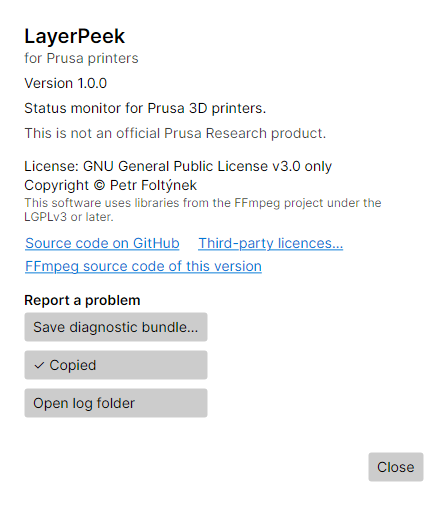 LayerPeek
for Prusa printers
Version 1.0.0
Status monitor for Prusa 3D printers.
This is not an official Prusa Research product.
License: GNU General Public License v3.0 only
Copyright © Petr Foltýnek
This software uses libraries from the FFmpeg project under the
LGPLv3 or later.
Source code on GitHub Third-party licences...
FFmpeg source code of this version
Report a problem
Save diagnostic bundle...
✓ Copied
Open log folder
Close